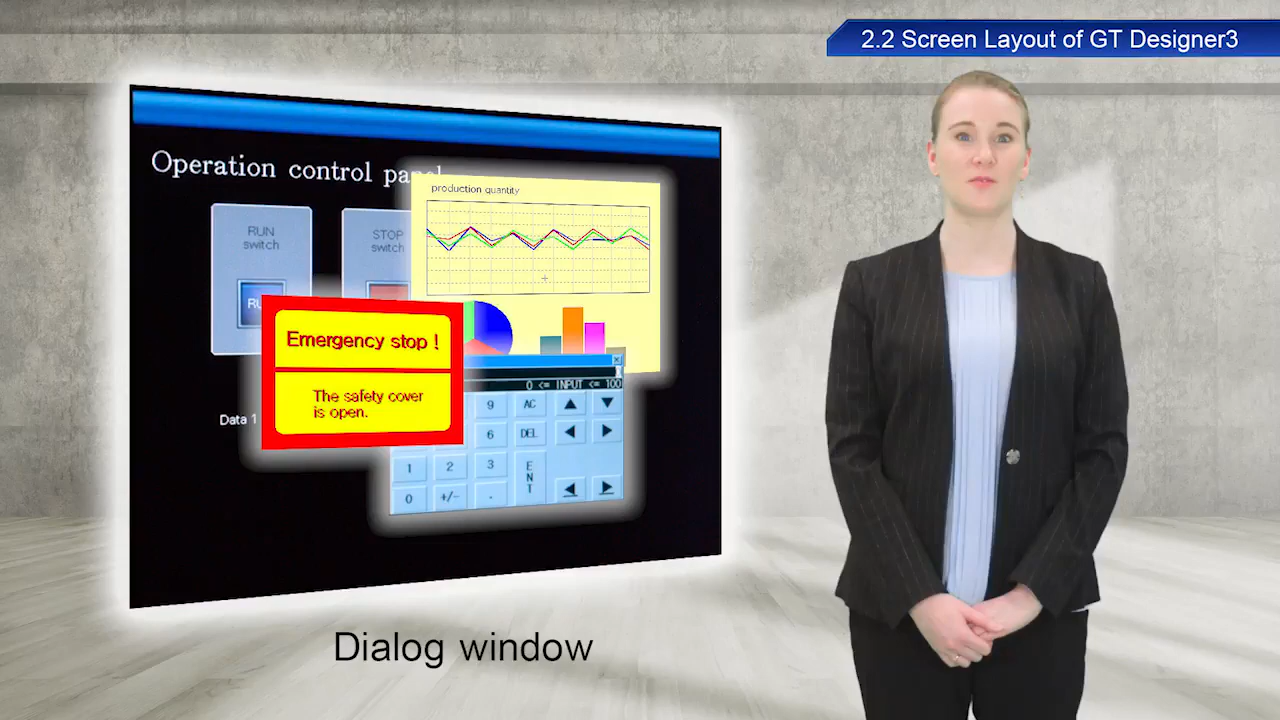 2.2 Screen Layout of GT Designer3
Operation control panel
production quantity
RUN
switch
STOP
switch
Emergency stop !
The safety cover
is open.
Data 1
0 <= INPUT <= 100
9 AC ▲ ▼
6 DEL ◀ ▶
1 2 3 ENT
0 +/- . ◀ ▶
Dialog window